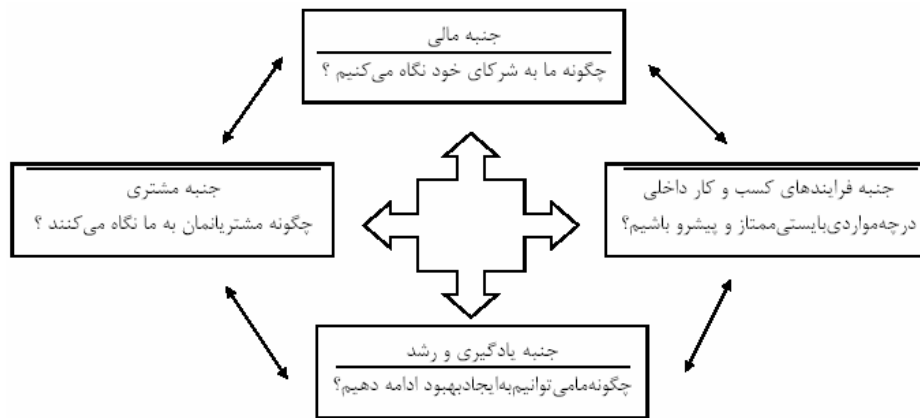 جنبه مالی
چگونه ما به شرکای خود نگاه می‌کنیم ؟
جنبه فرایندهای کسب و کار داخلی
درچه‌مواردی‌بایستی‌ممتاز و پیشرو باشیم؟
جنبه مشتری
چگونه مشتریانمان به ما نگاه می‌کنند ؟
جنبه یادگیری و رشد
چگونه‌مامی‌توانیم‌به‌ایجادبهبود ادامه دهیم؟